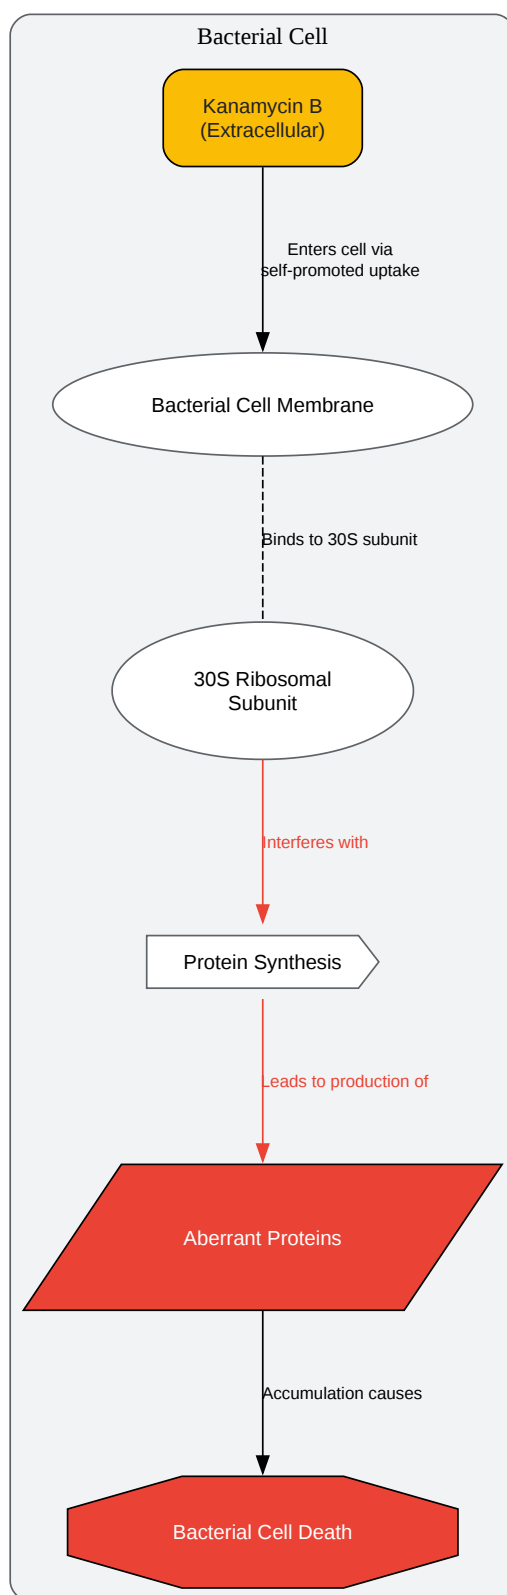 Bacterial Cell
Kanamycin B
(Extracellular)
Enters cell via
self-promoted uptake
Bacterial Cell Membrane
Binds to 30S subunit
30S Ribosomal
Subunit
Interferes with
Protein Synthesis
Leads to production of
Aberrant Proteins
Accumulation causes
Bacterial Cell Death